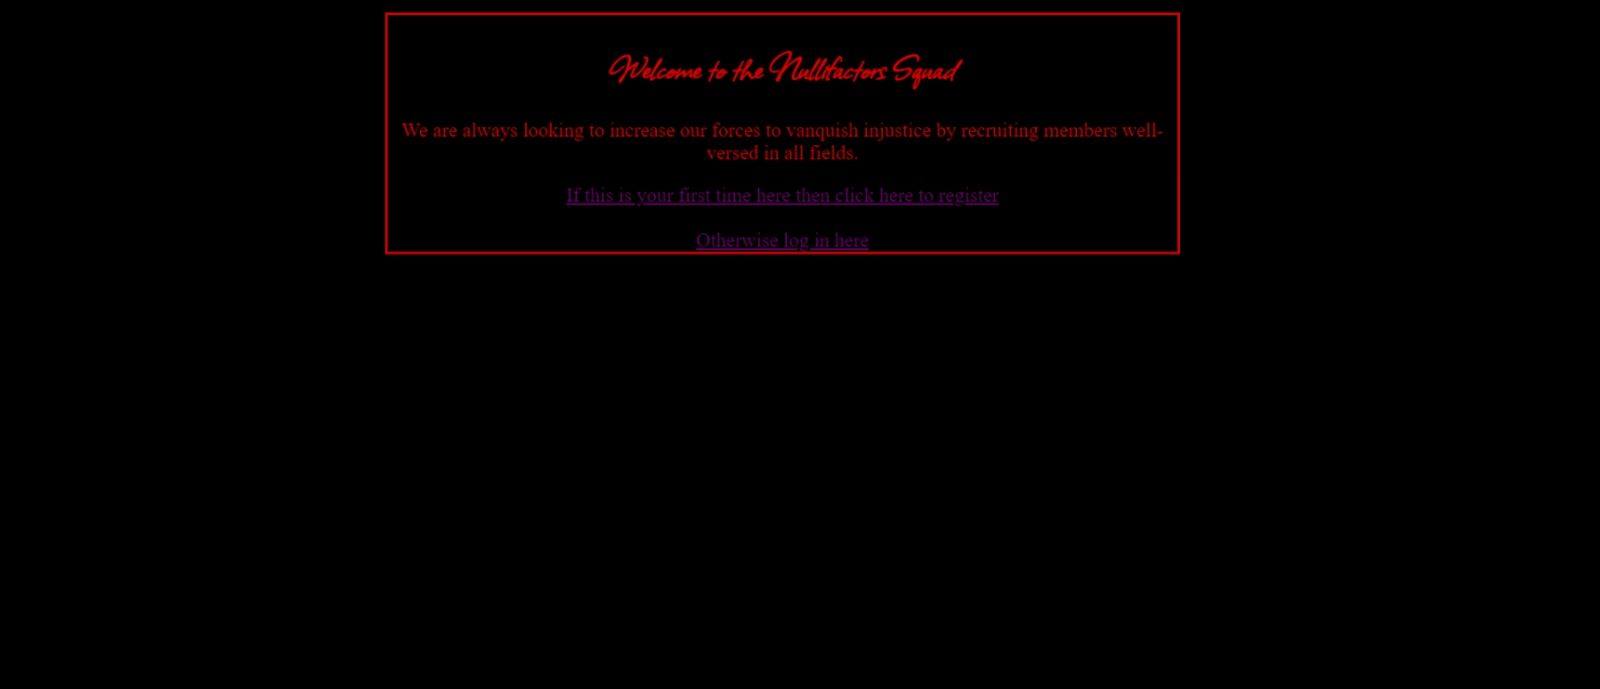 Welcome to the Nullifactors Squad
We are always looking to increase our forces to vanquish injustice by recruiting members well-
versed in all fields.
If this is your first time here then click here to register
Otherwise log in here